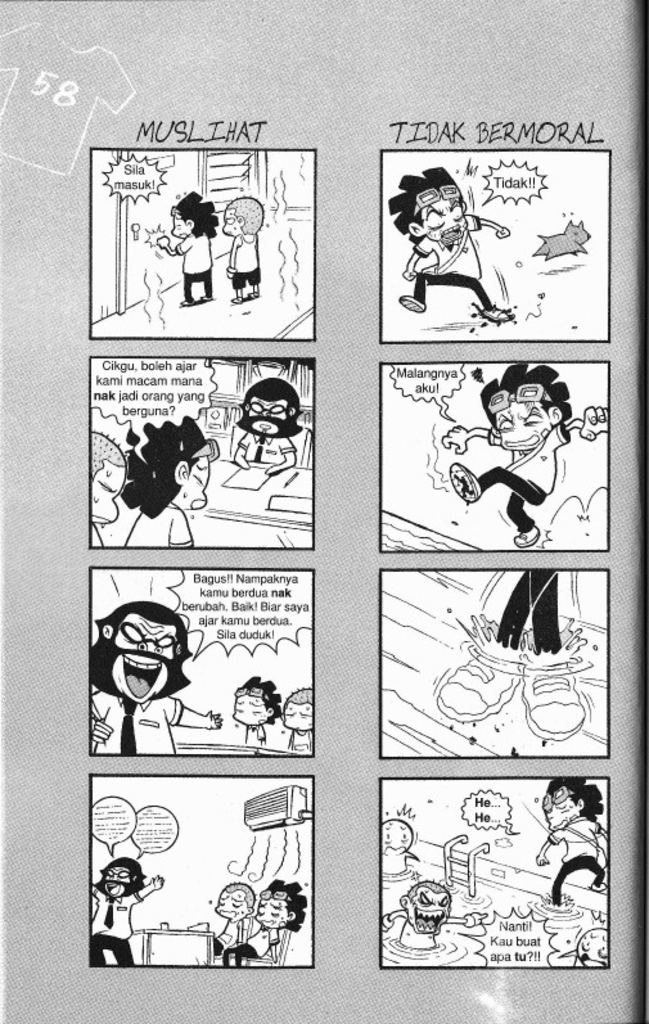 58
MUSLIHAT
Sila
masuk!
Cikgu, boleh ajar
kami macam mana
nak jadi orang yang
berguna?
Bagus!! Nampaknya
kamu berdua nak
berubah. Baik! Biar saya
ajar kamu berdua.
Sila duduk!
TIDAK BERMORAL
Tidak!!
Malangnya
aku!
He...
He...
Nanti!
Kau buat
apa tu?!!